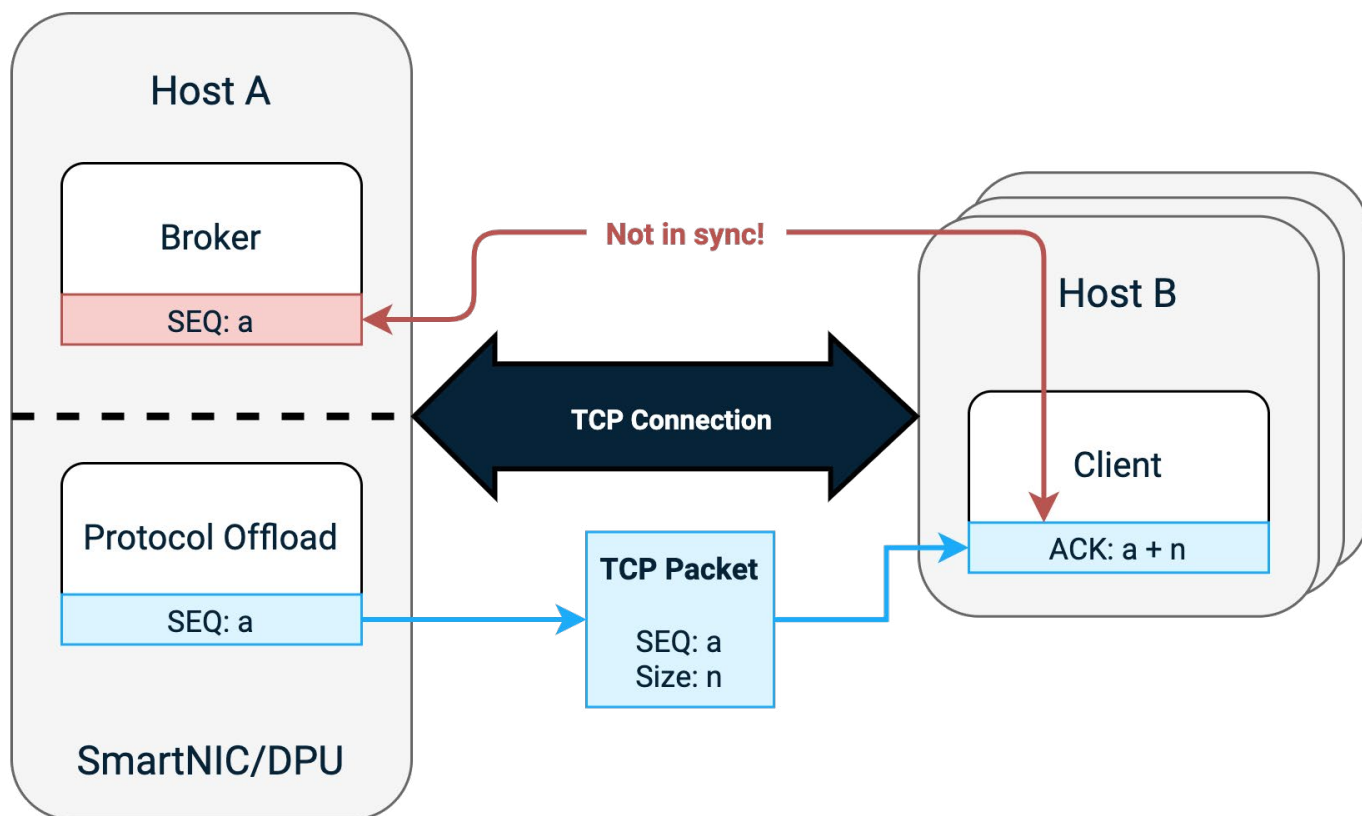 Host A
Broker
SEQ: a
Not in sync!
Host B
TCP Connection
Client
ACK: a + n
Protocol Offload
SEQ: a
TCP Packet
SEQ: a
Size: n
SmartNIC/DPU